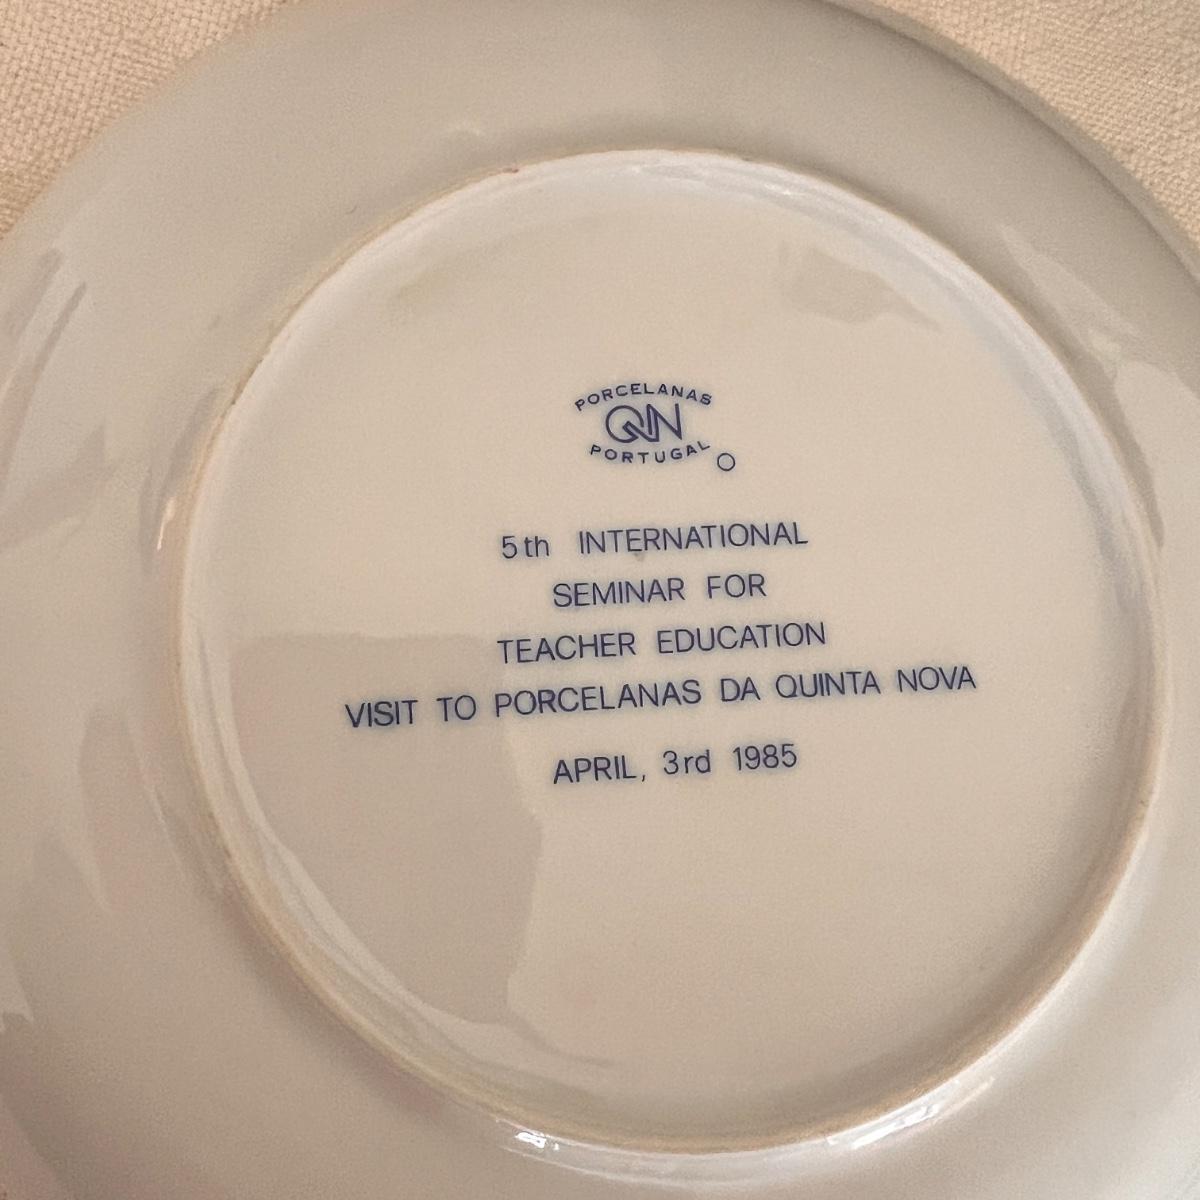 PORCELANAS
QN
PORTUGAL
5th INTERNATIONAL
SEMINAR FOR
TEACHER EDUCATION
VISIT TO PORCELANAS DA QUINTA NOVA
APRIL, 3rd 1985